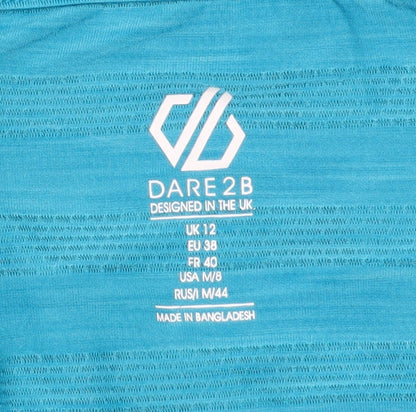 DARE2B
DESIGNED IN THE UK.
UK 12
EU 38
FR 40
USA M/8
RUS/I M/44
MADE IN BANGLADESH